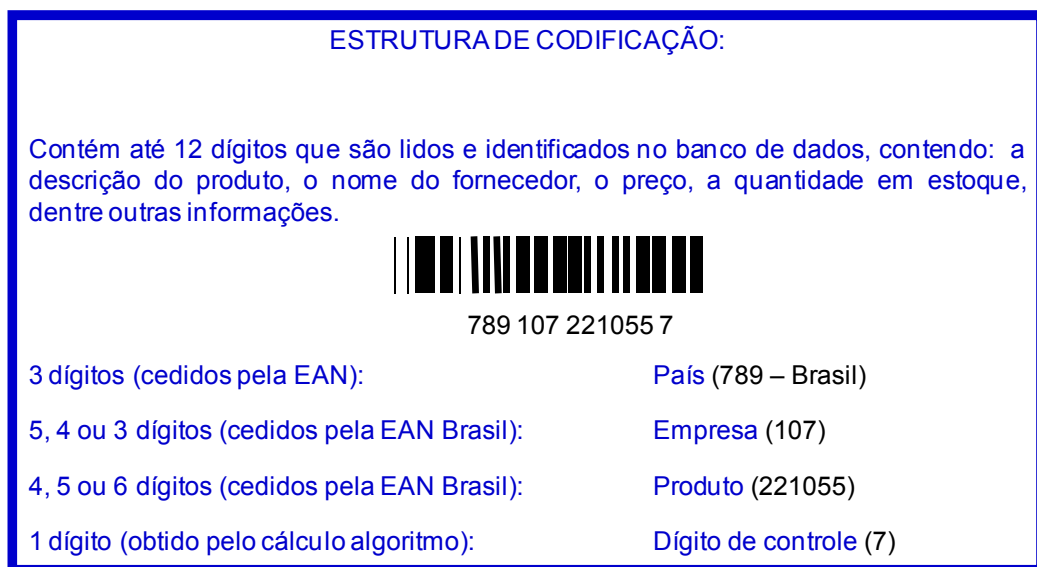 ESTRUTURA DE CODIFICAÇÃO:
Contém até 12 dígitos que são lidos e identificados no banco de dados, contendo: a
descrição do produto, o nome do fornecedor, o preço, a quantidade em estoque,
dentre outras informações.
789 107 221055 7
3 dígitos (cedidos pela EAN): País (789 – Brasil)
5, 4 ou 3 dígitos (cedidos pela EAN Brasil): Empresa (107)
4, 5 ou 6 dígitos (cedidos pela EAN Brasil): Produto (221055)
1 dígito (obtido pelo cálculo algoritmo): Dígito de controle (7)